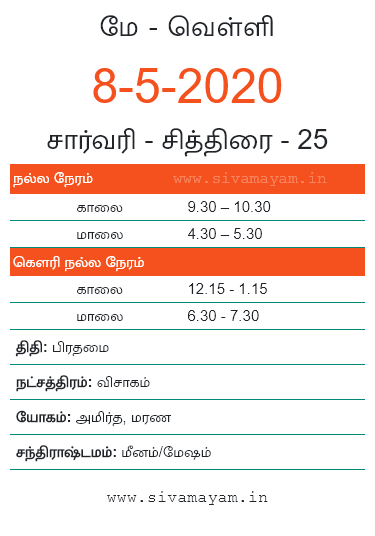 மே - வெள்ளி
8-5-2020
சார்வரி - சித்திரை - 25
நல்ல நேரம் www.sivamayam.in
காலை 9.30 – 10.30
மாலை 4.30 – 5.30
கௌரி நல்ல நேரம்
காலை 12.15 - 1.15
மாலை 6.30 - 7.30
திதி: பிரதமை
நட்சத்திரம்: விசாகம்
யோகம்: அமிர்த, மரண
சந்திராஷ்டமம்: மீனம்/மேஷம்
www.sivamayam.in